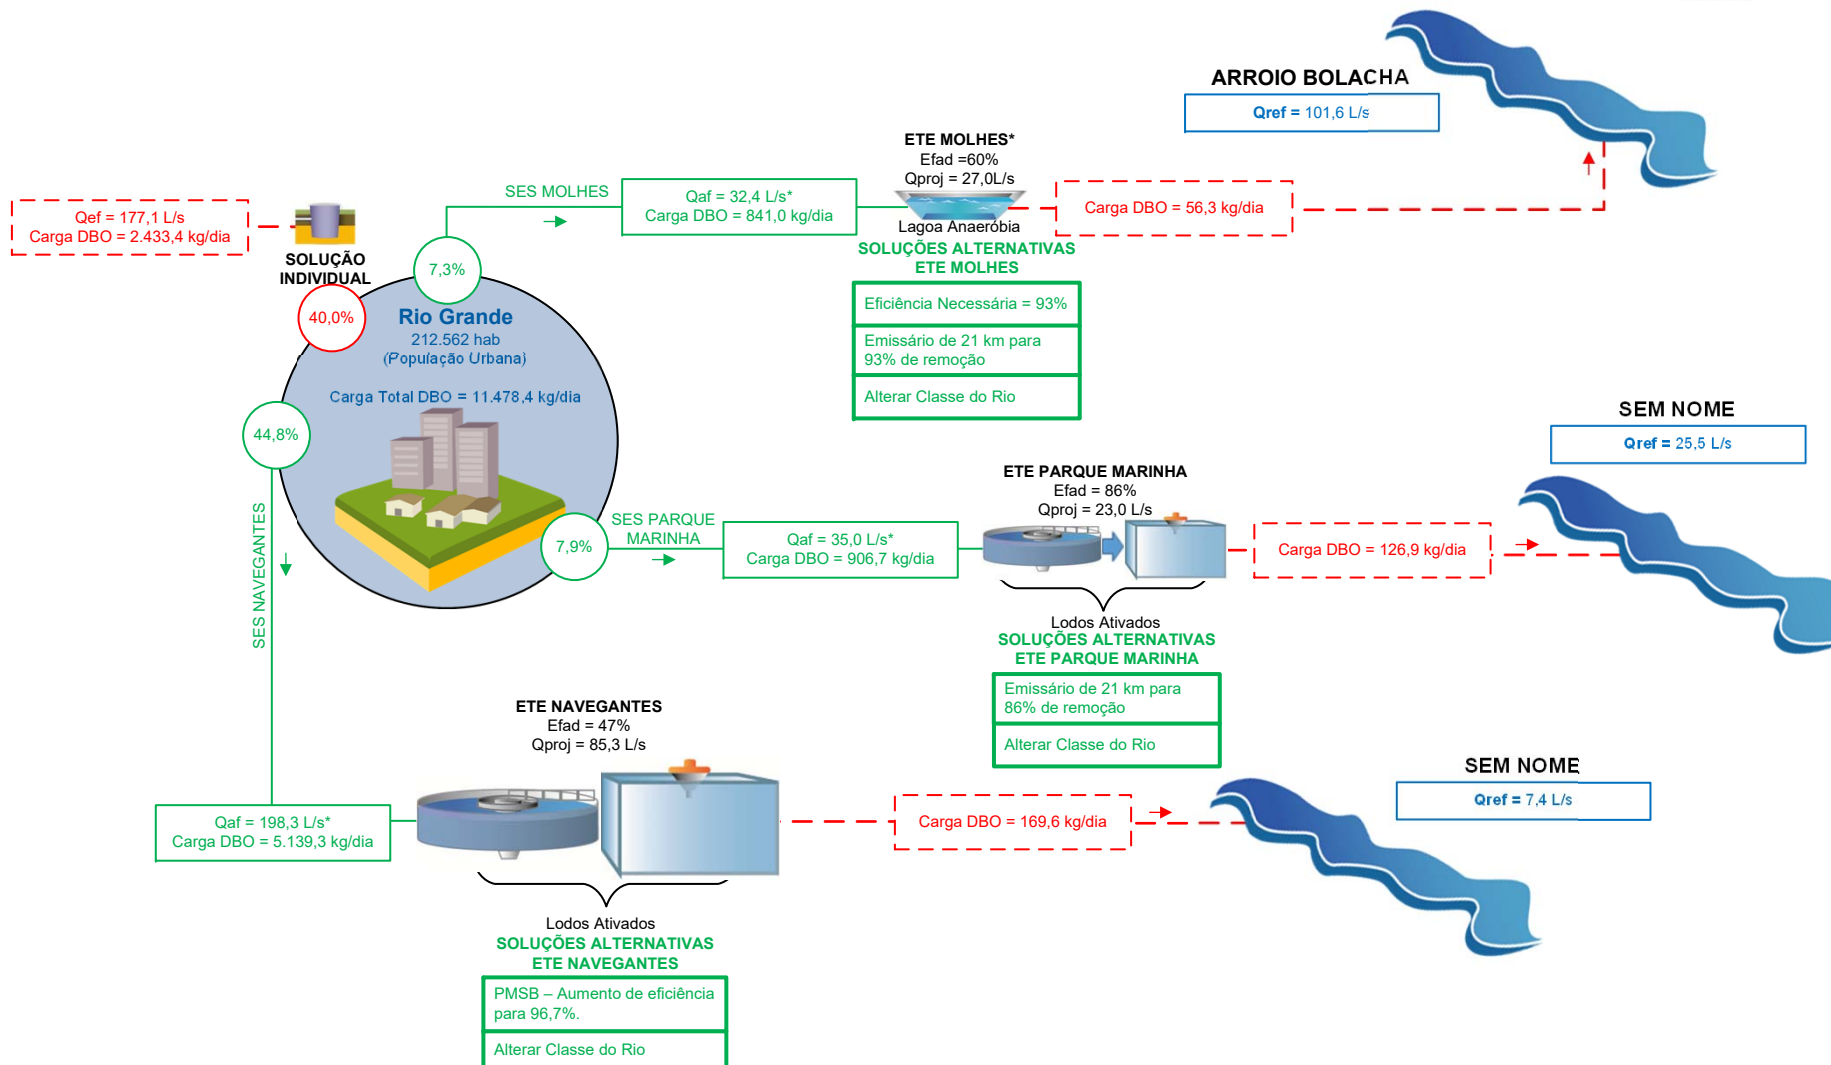 ARROIO BOLACHA
Qref = 101,6 L/s
ETE MOLHES*
Efad =60%
Qproj = 27,0L/s
SES MOLHES
Qaf = 32,4 L/s*
Carga DBO = 841,0 kg/dia
Lagoa Anaeróbia
Carga DBO = 56,3 kg/dia
Qef = 177,1 L/s
Carga DBO = 2.433,4 kg/dia
SOLUÇÃO
INDIVIDUAL
7,3%
40,0%
SOLUÇÕES ALTERNATIVAS
ETE MOLHES
Eficiência Necessária = 93%
Emissário de 21 km para
93% de remoção
Alterar Classe do Rio
Rio Grande
212.562 hab
(População Urbana)
Carga Total DBO = 11.478,4 kg/dia
44,8%
7,9%
SEM NOME
Qref = 25,5 L/s
ETE PARQUE MARINHA
Efad = 86%
Qproj = 23,0 L/s
SES PARQUE
MARINHA
Qaf = 35,0 L/s*
Carga DBO = 906,7 kg/dia
Carga DBO = 126,9 kg/dia
Lodos Ativados
SOLUÇÕES ALTERNATIVAS
ETE PARQUE MARINHA
Emissário de 21 km para
86% de remoção
Alterar Classe do Rio
SES NAVEGANTES
ETE NAVEGANTES
Efad = 47%
Qproj = 85,3 L/s
SEM NOME
Qref = 7,4 L/s
Qaf = 198,3 L/s*
Carga DBO = 5.139,3 kg/dia
Carga DBO = 169,6 kg/dia
Lodos Ativados
SOLUÇÕES ALTERNATIVAS
ETE NAVEGANTES
PMSB – Aumento de eficiência
para 96,7%.
Alterar Classe do Rio